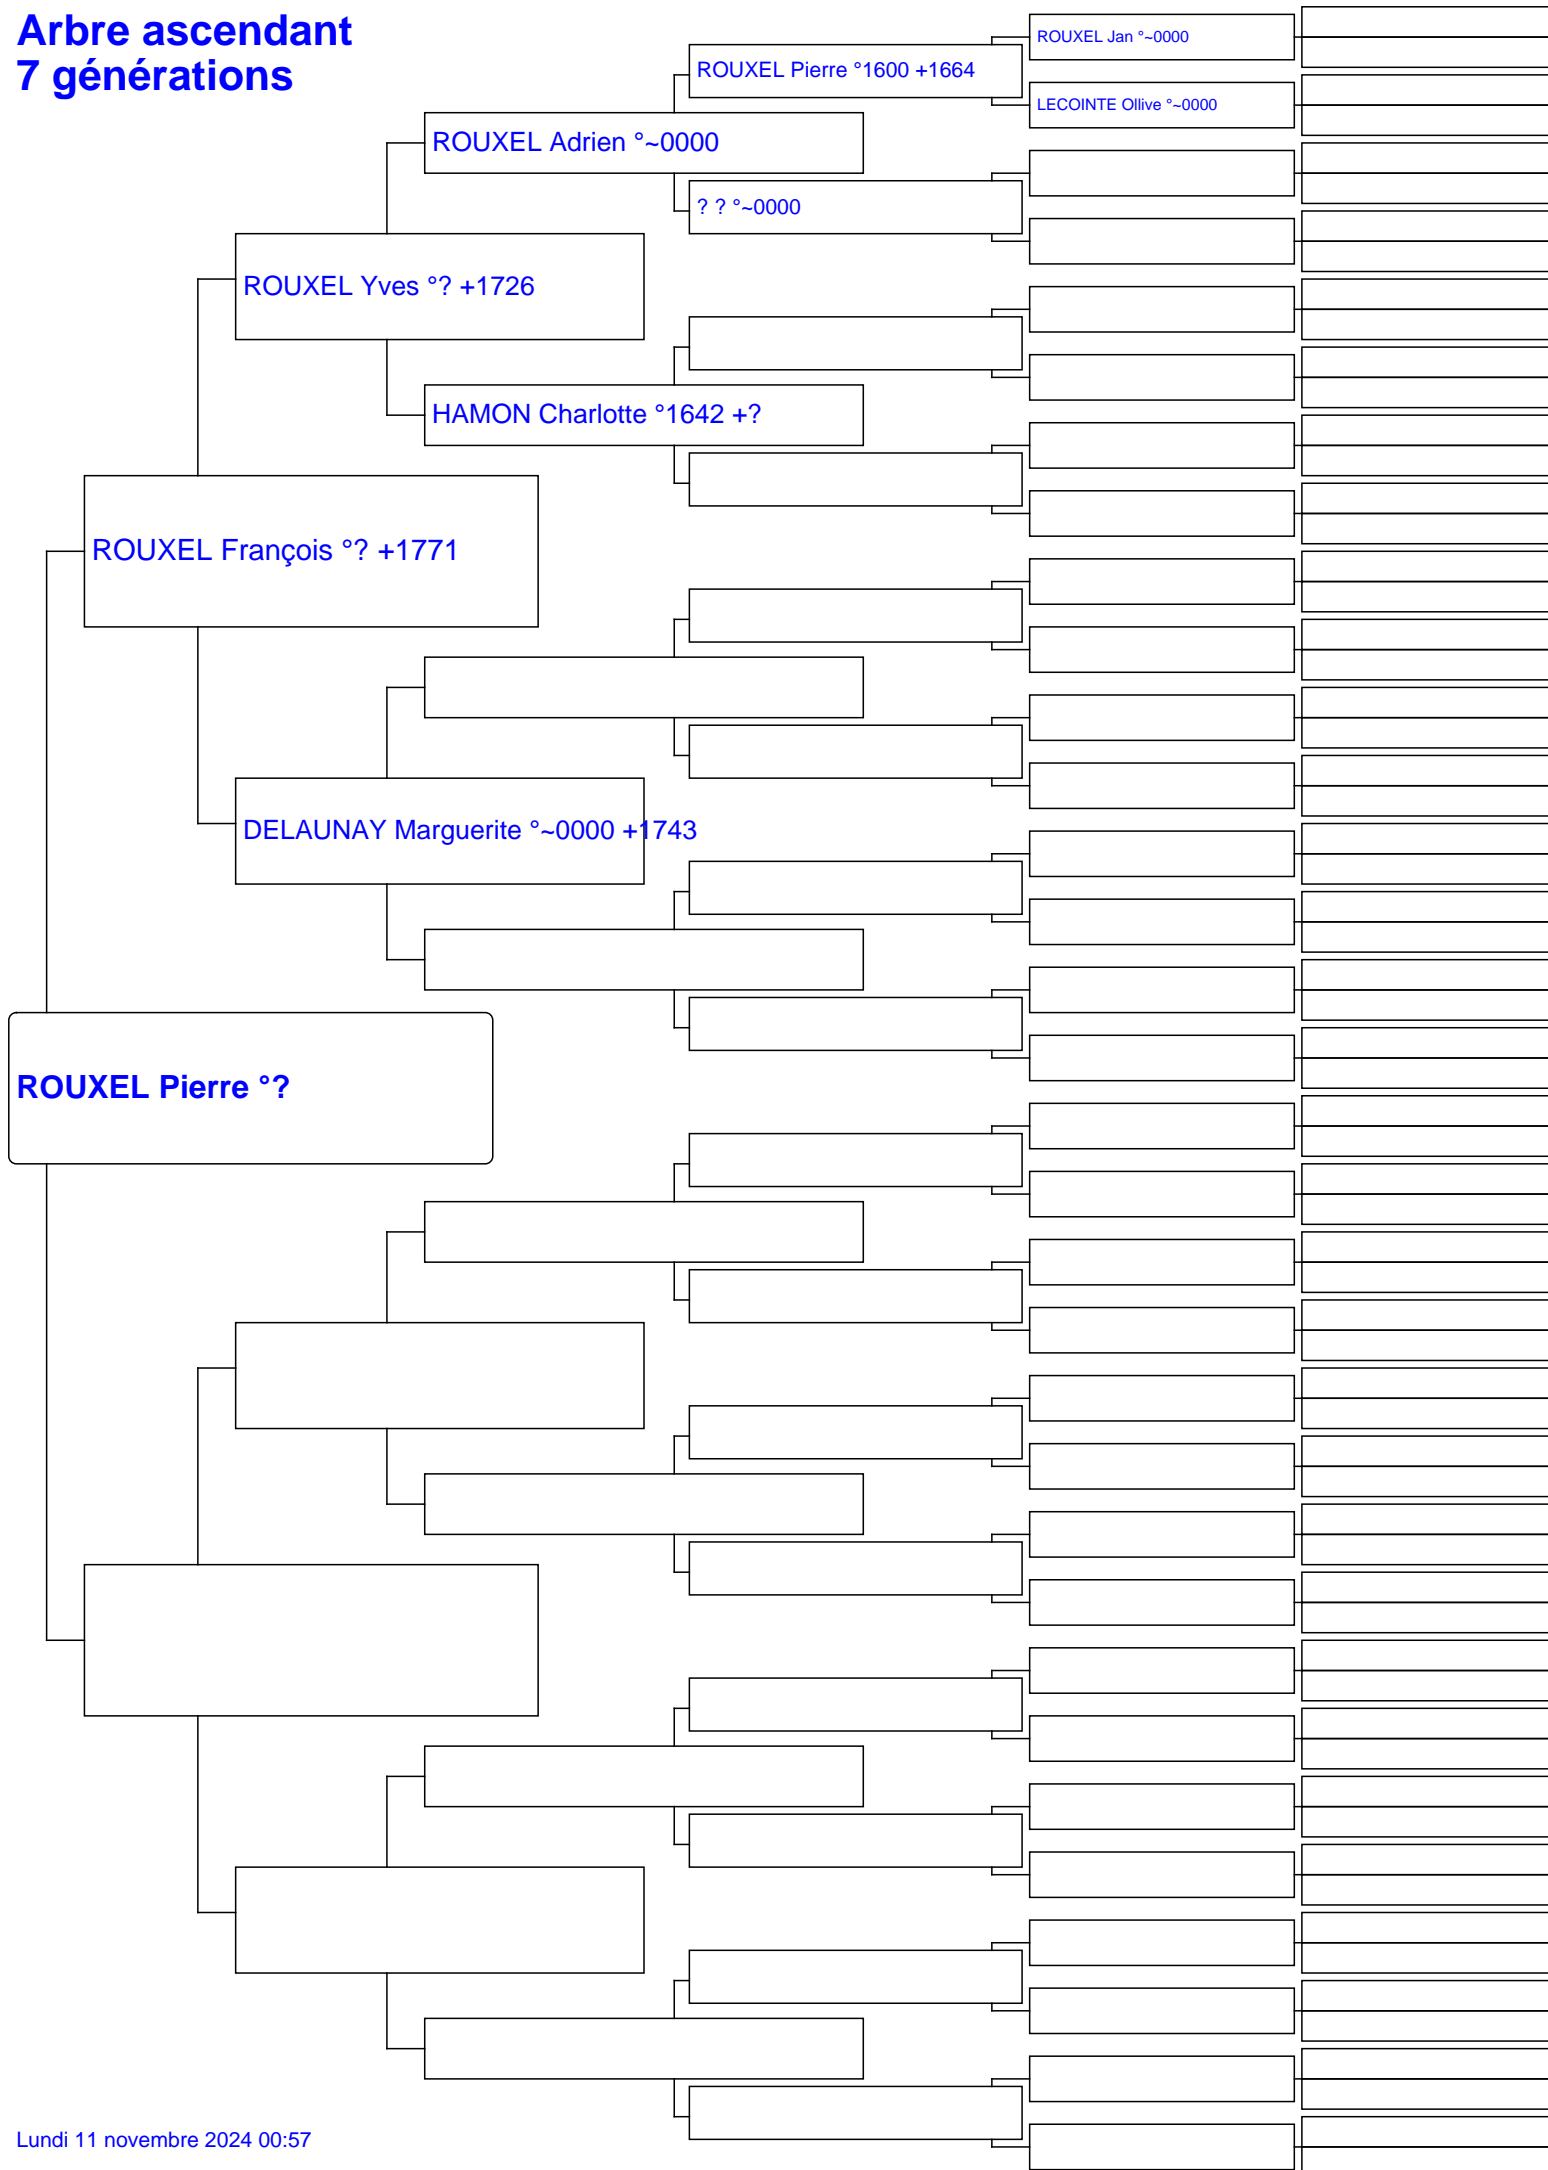 Arbre ascendant
7 générations
ROUXEL Jan °~0000
ROUXEL Pierre °1600 +1664
LECOINTE Ollive °~0000
ROUXEL Adrien °~0000
? ? °~0000
ROUXEL Yves °? +1726
HAMON Charlotte °1642 +?
ROUXEL François °? +1771
DELAUNAY Marguerite °~0000 +1743
ROUXEL Pierre °?
Lundi 11 novembre 2024 00:57